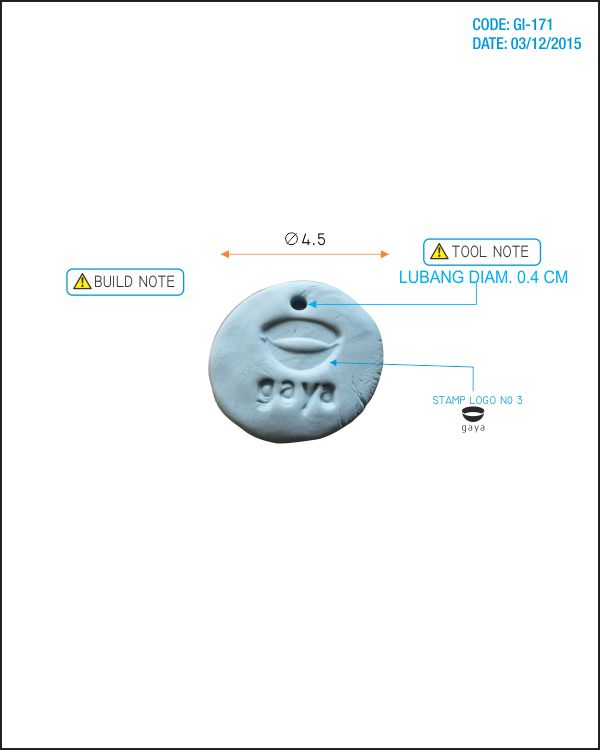 CODE: GI-171
DATE: 03/12/2015
Ø4.5
TOOL NOTE
LUBANG DIAM. 0.4 CM
BUILD NOTE
gaya
STAMP LOGO NO 3
gaya